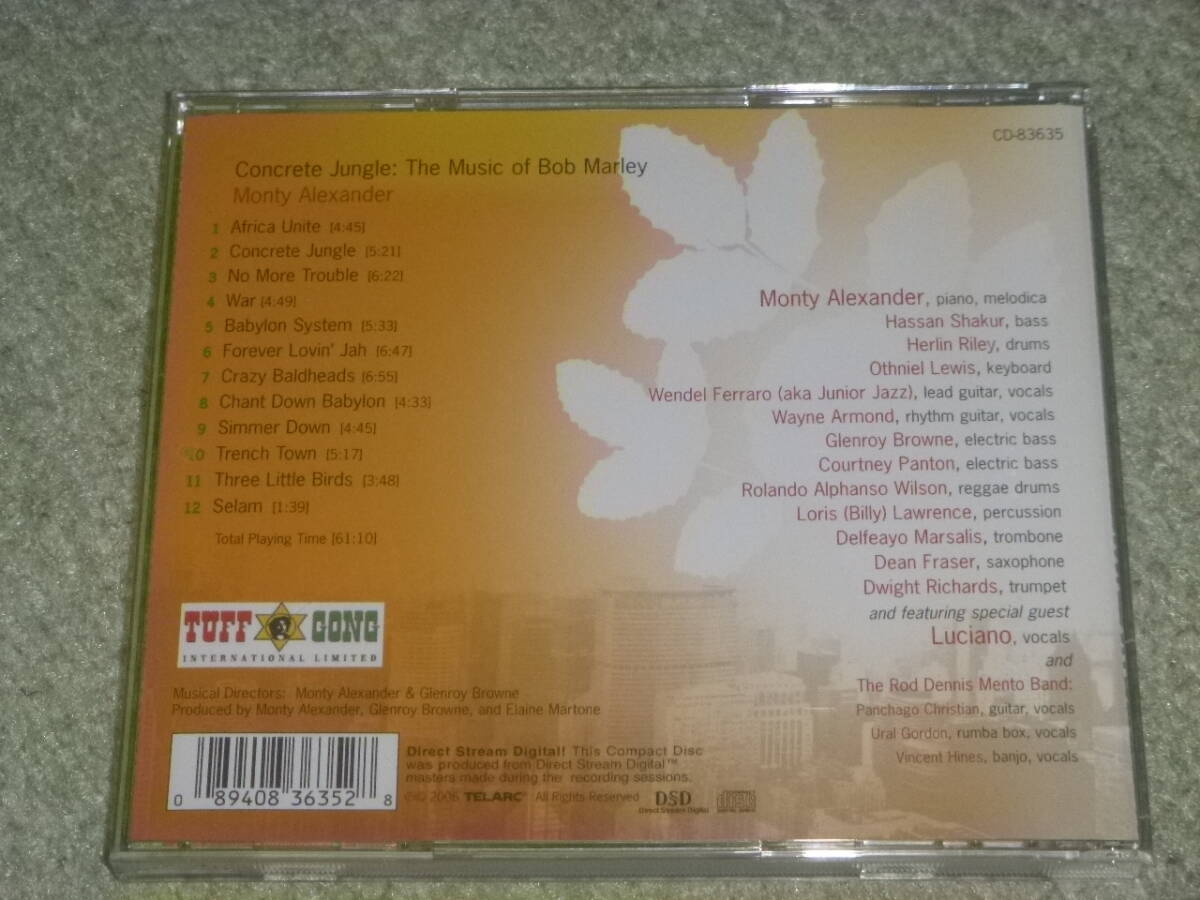 CD-83635
Concrete Jungle: The Music of Bob Marley
Monty Alexander
1 Africa Unite [4:45]
2 Concrete Jungle [5:21]
3 No More Trouble [6:22]
4 War [4:49]
5 Babylon System [5:33]
6 Forever Lovin' Jah [6:47]
7 Crazy Baldheads [6:55]
8 Chant Down Babylon [4:33]
9 Simmer Down [4:45]
10 Trench Town [5:17]
11 Three Little Birds [3:48]
12 Selam [1:39]
Total Playing Time [61:10]
Monty Alexander, piano, melodica
Hassan Shakur, bass
Herlin Riley, drums
Othniel Lewis, keyboard
Wendel Ferraro (aka Junior Jazz), lead guitar, vocals
Wayne Armond, rhythm guitar, vocals
Glenroy Browne, electric bass
Courtney Panton, electric bass
Rolando Alphanso Wilson, reggae drums
Loris (Billy) Lawrence, percussion
Delfeayo Marsalis, trombone
Dean Fraser, saxophone
Dwight Richards, trumpet
and featuring special guest
Luciano, vocals
and
The Rod Dennis Mento Band:
Panchago Christian, guitar, vocals
Ural Gordon, rumba box, vocals
Vincent Hines, banjo, vocals
TUFF GONG
INTERNATIONAL LIMITED
Musical Directors: Monty Alexander & Glenroy Browne
Produced by Monty Alexander, Glenroy Browne, and Elaine Martone
Direct Stream Digital! This Compact Disc
was produced from Direct Stream Digital™
masters made during the recording sessions.
℗© 2006 TELARC® All Rights Reserved
DSD
Direct Stream Digital
COMPACT
disc
DIGITAL AUDIO
0 89408 36352 8